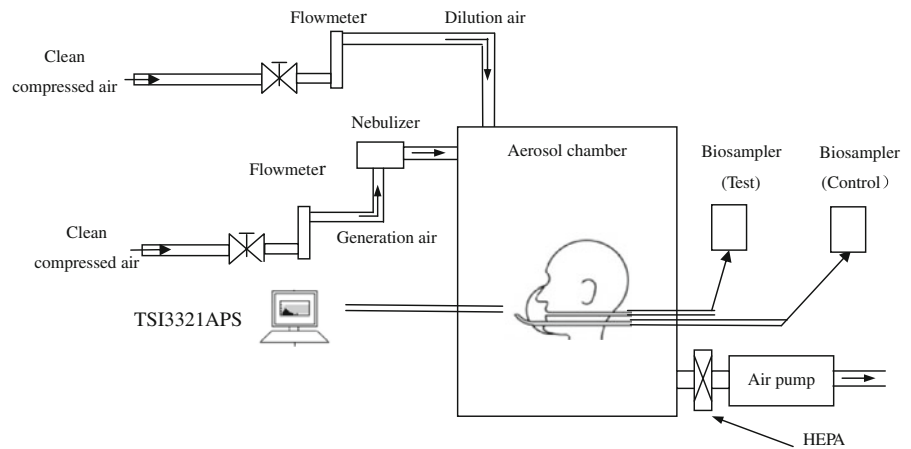 Flowmeter
Dilution air
Clean
compressed air
Nebulizer
Aerosol chamber
Biosampler
(Test)
Biosampler
(Control）
Flowmeter
Clean
compressed air
Generation air
TSI3321APS
Air pump
HEPA